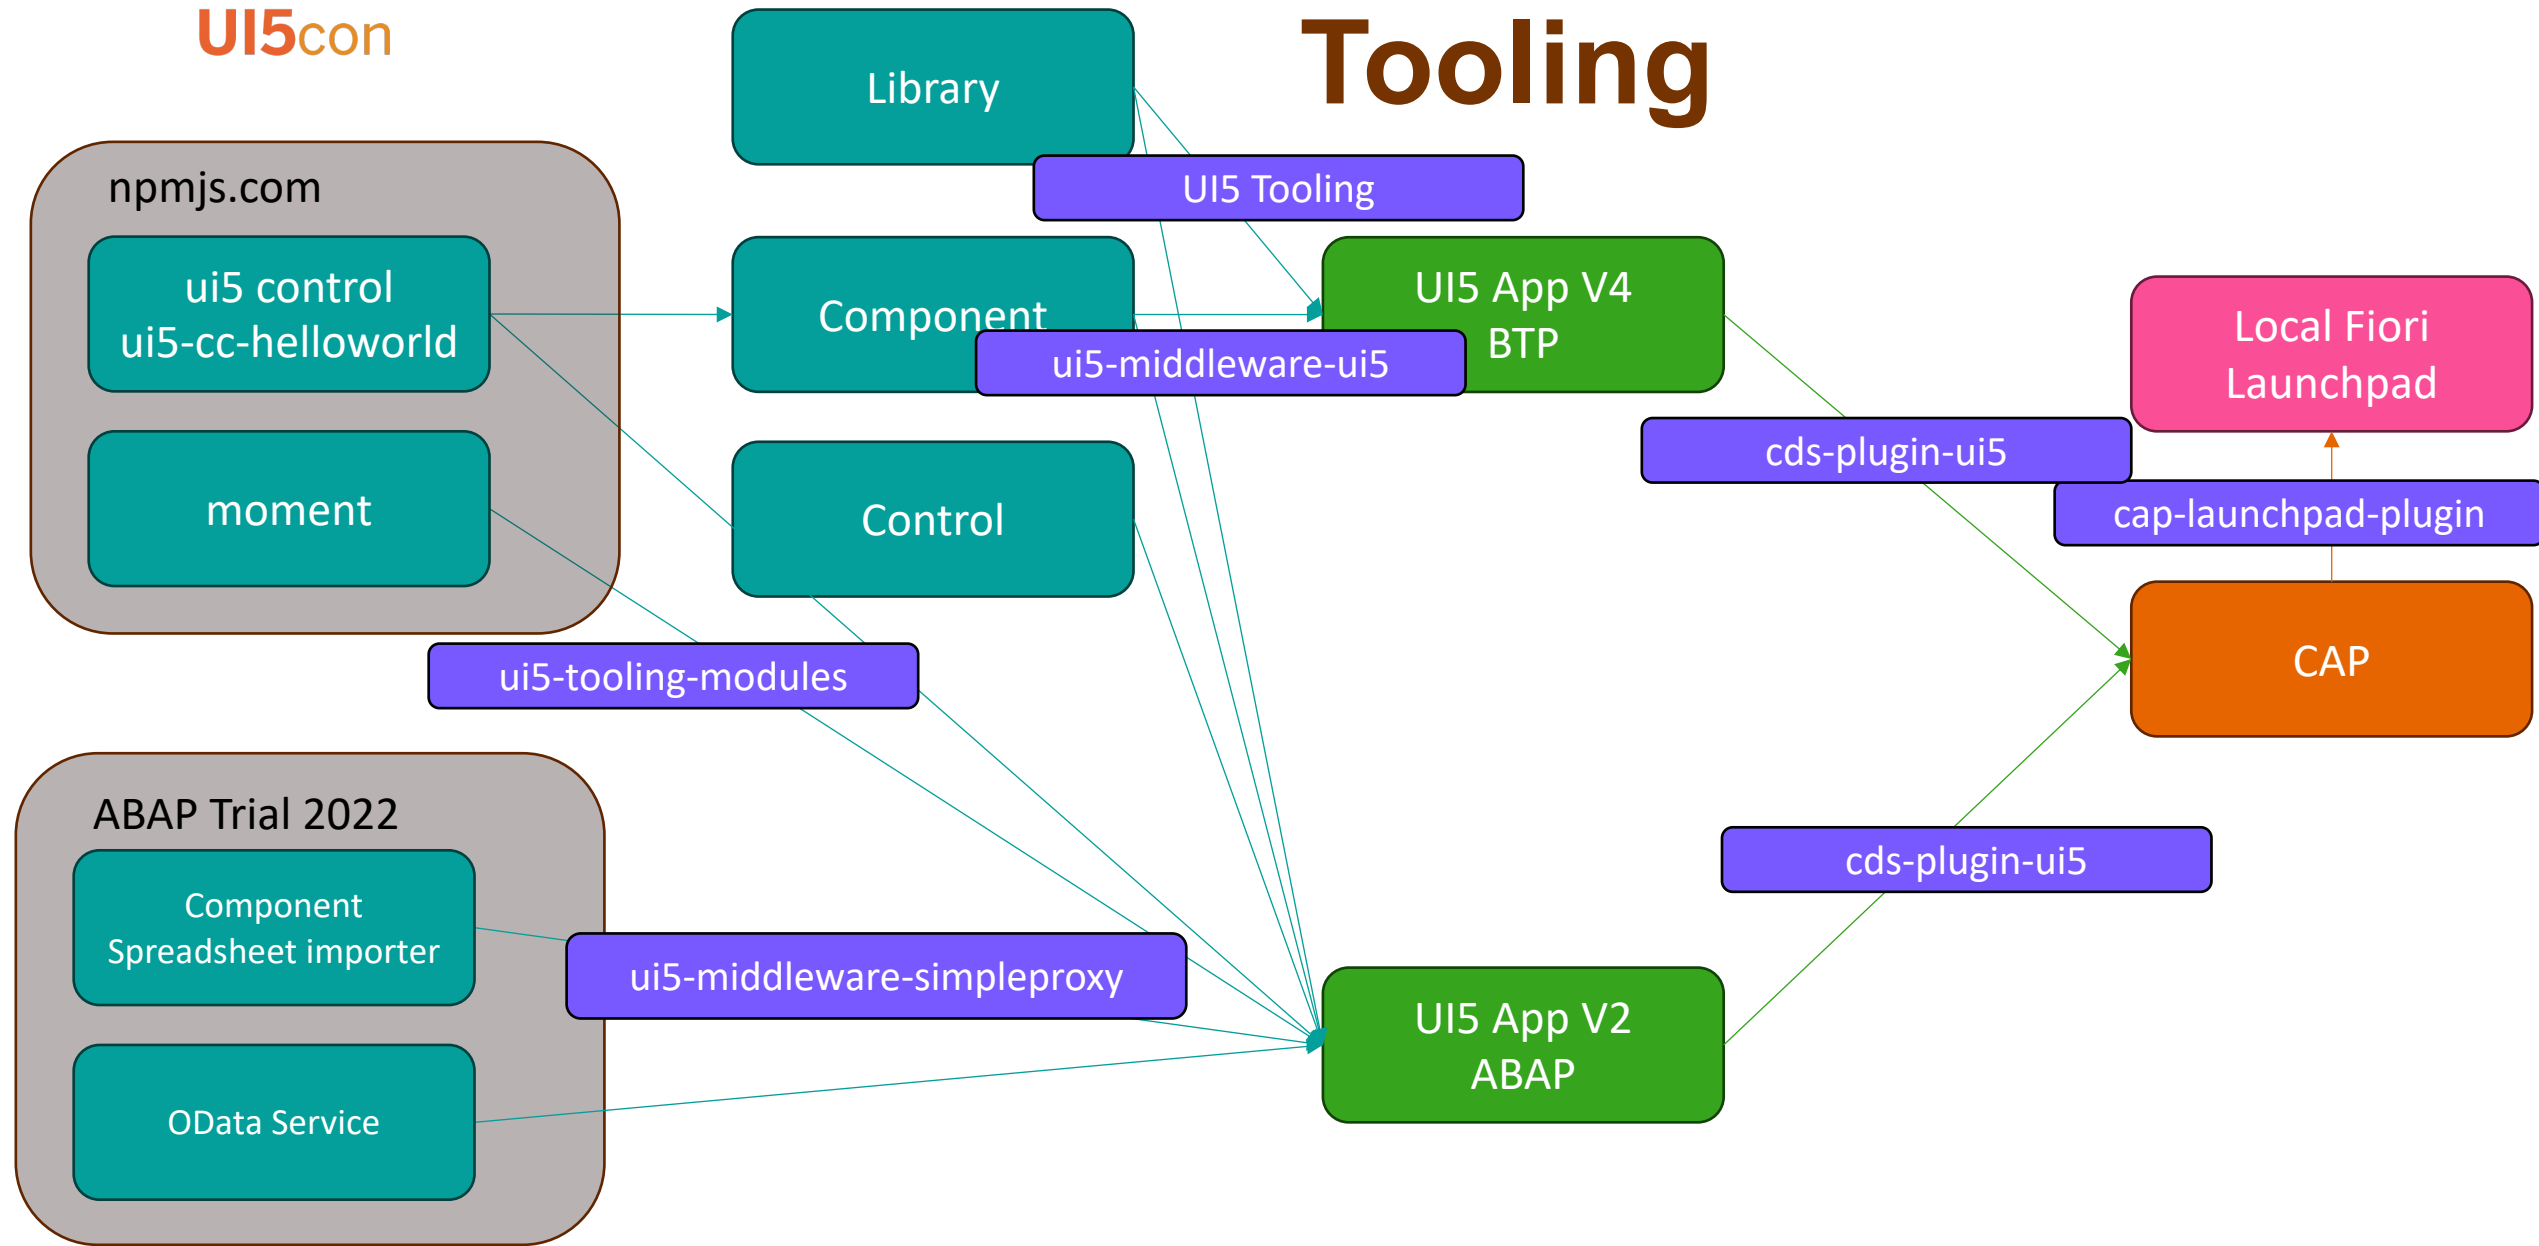 UI5con
Tooling
Library
npmjs.com
UI5 Tooling
ui5 control
ui5-cc-helloworld
Component
UI5 App V4
BTP
ui5-middleware-ui5
Local Fiori
Launchpad
cds-plugin-ui5
moment
Control
cap-launchpad-plugin
ui5-tooling-modules
CAP
ABAP Trial 2022
cds-plugin-ui5
Component
Spreadsheet importer
ui5-middleware-simpleproxy
UI5 App V2
ABAP
OData Service